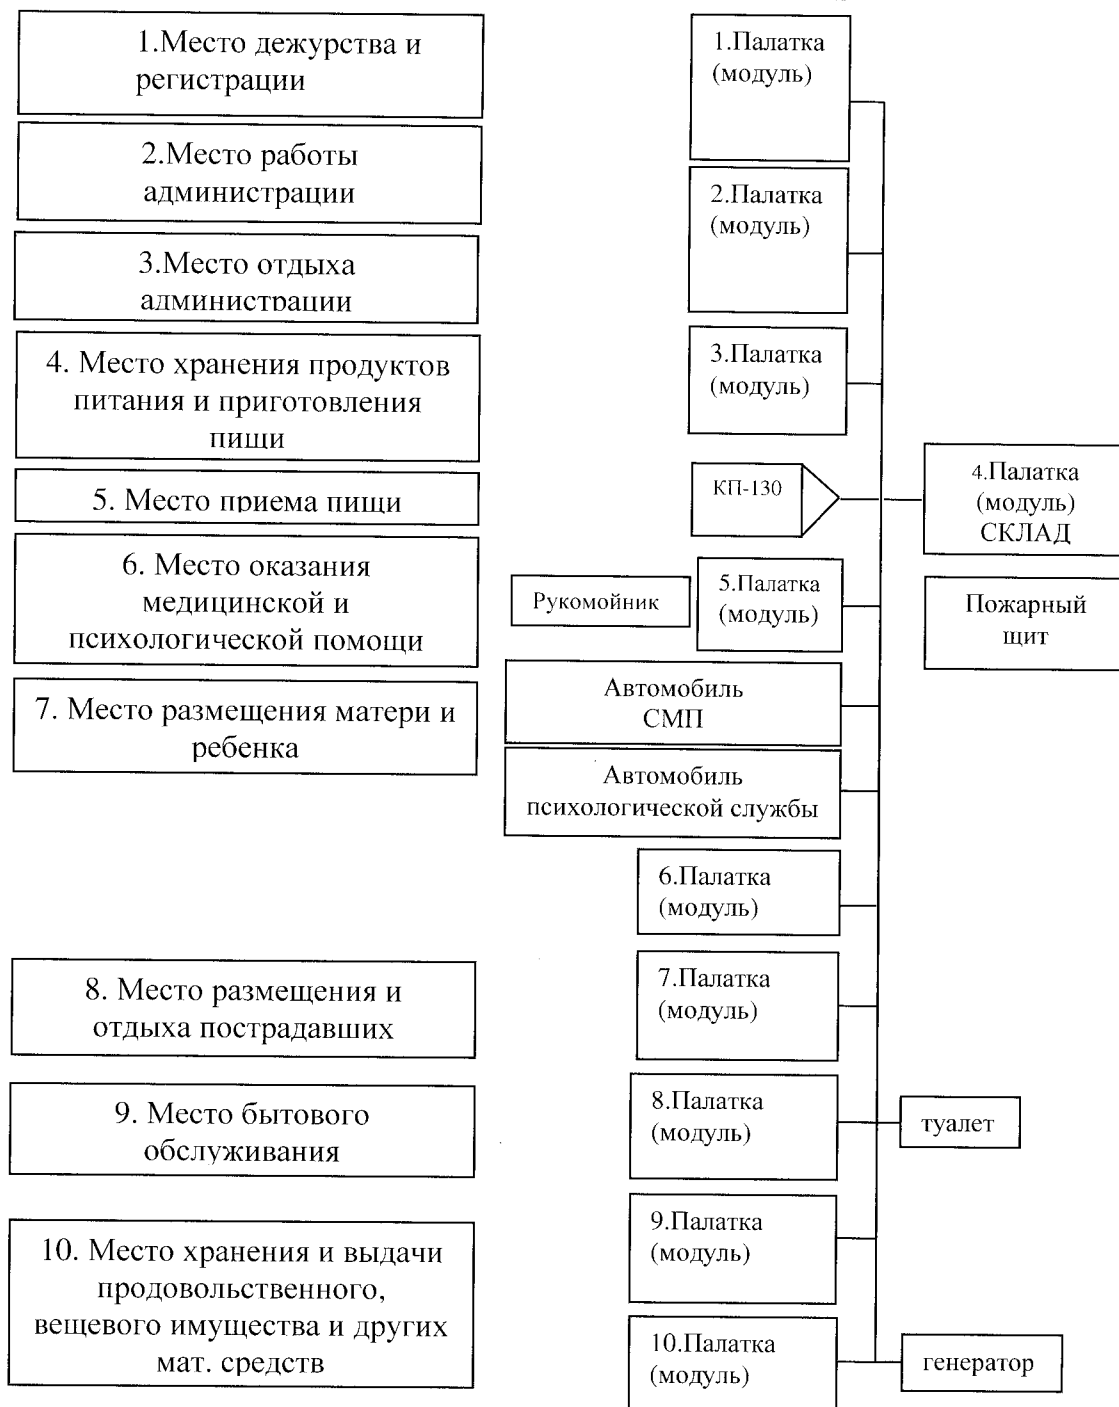 1.Место дежурства и
регистрации
2.Место работы
администрации
3.Место отдыха
администрации
4. Место хранения продуктов
питания и приготовления
пищи
5. Место приема пищи
6. Место оказания
медицинской и
психологической помощи
7. Место размещения матери и
ребенка
8. Место размещения и
отдыха пострадавших
9. Место бытового
обслуживания
10. Место хранения и выдачи
продовольственного,
вещевого имущества и других
мат. средств
1.Палатка
(модуль)
2.Палатка
(модуль)
3.Палатка
(модуль)
КП-130
4.Палатка
(модуль)
СКЛАД
Рукомойник
5.Палатка
(модуль)
Пожарный
щит
Автомобиль
СМП
Автомобиль
психологической службы
6.Палатка
(модуль)
7.Палатка
(модуль)
8.Палатка
(модуль)
туалет
9.Палатка
(модуль)
10.Палатка
(модуль)
генератор